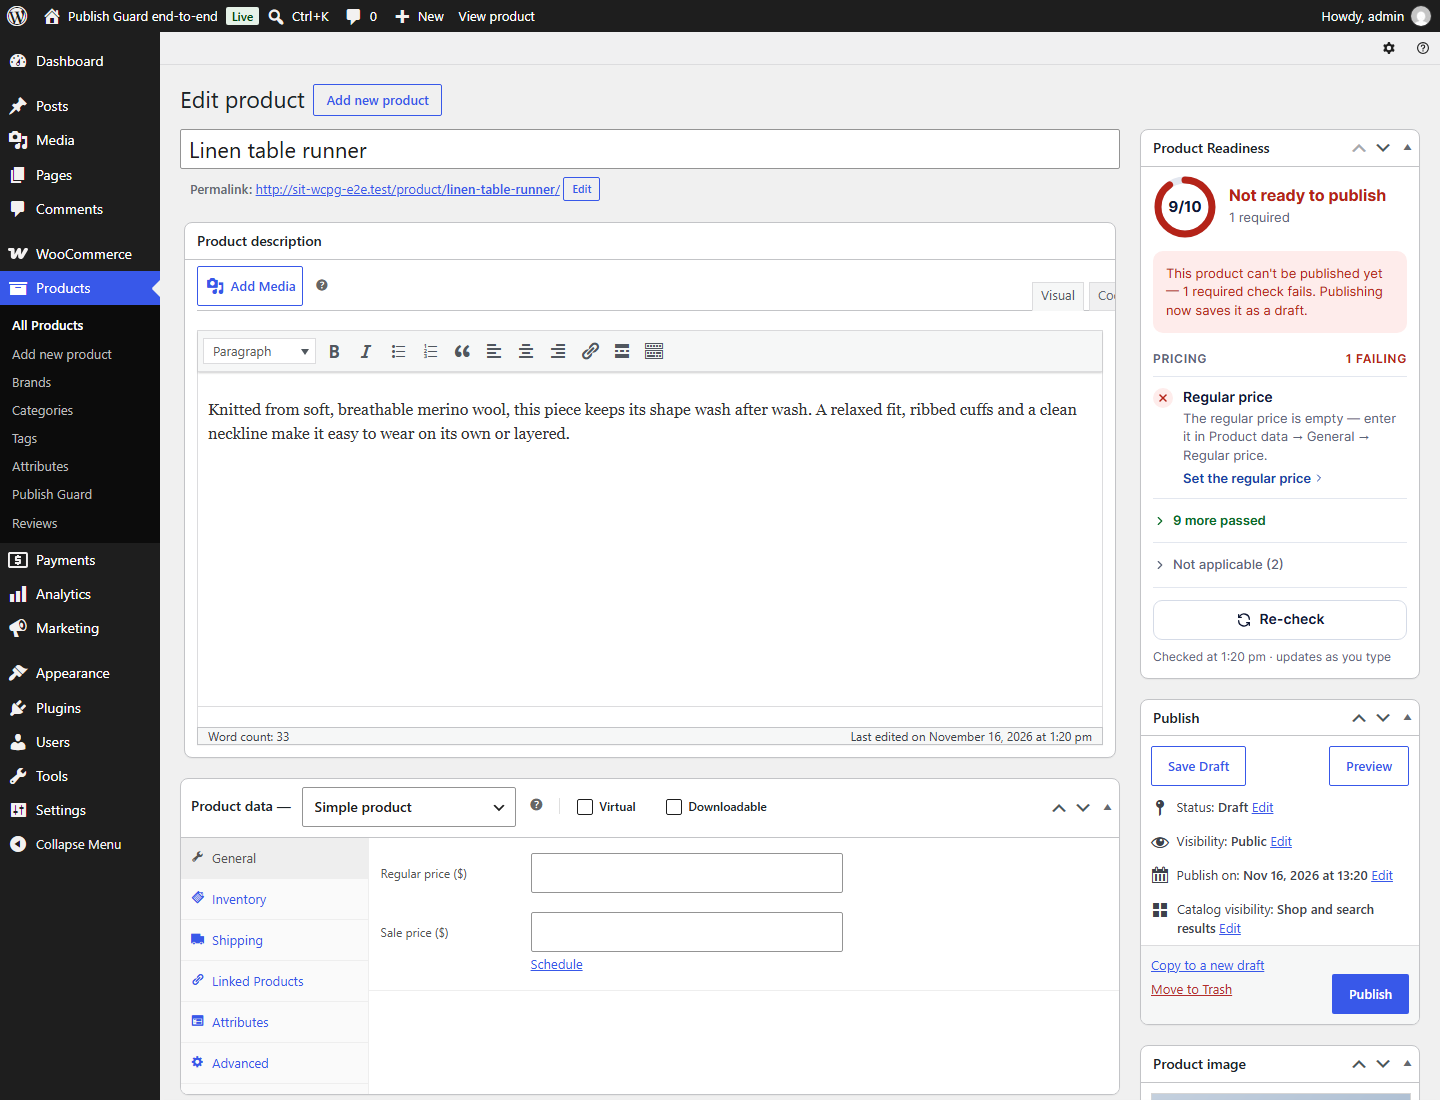 Publish Guard end-to-end
Live
Ctrl+K
0
New
View product
Howdy, admin
Dashboard
Posts
Media
Pages
Comments
WooCommerce
Products
All Products
Add new product
Brands
Categories
Tags
Attributes
Publish Guard
Reviews
Payments
Analytics
Marketing
Appearance
Plugins
Users
Tools
Settings
Collapse Menu
Edit product
Add new product
Linen table runner
Permalink: http://sit-wcpg-e2e.test/product/linen-table-runner/ Edit
Product description
Add Media
Visual
Co
Paragraph
Knitted from soft, breathable merino wool, this piece keeps its shape wash after wash. A relaxed fit, ribbed cuffs and a clean
neckline make it easy to wear on its own or layered.
Word count: 33
Last edited on November 16, 2026 at 1:20 pm
Product data —
Simple product
Virtual
Downloadable
General
Inventory
Shipping
Linked Products
Attributes
Advanced
Regular price ($)
Sale price ($)
Schedule
Product Readiness
9/10
Not ready to publish
1 required
This product can't be published yet
— 1 required check fails. Publishing
now saves it as a draft.
PRICING
1 FAILING
Regular price
The regular price is empty — enter
it in Product data → General →
Regular price.
Set the regular price
9 more passed
Not applicable (2)
Re-check
Checked at 1:20 pm · updates as you type
Publish
Save Draft
Preview
Status: Draft Edit
Visibility: Public Edit
Publish on: Nov 16, 2026 at 13:20 Edit
Catalog visibility: Shop and search
results Edit
Copy to a new draft
Move to Trash
Publish
Product image